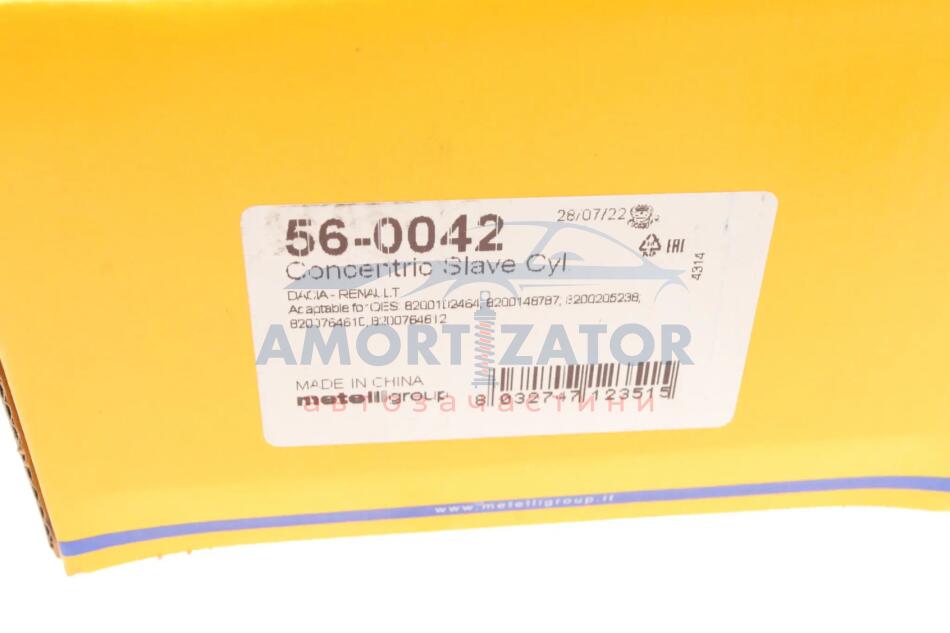 56-0042
28/07/22
Concentric Slave Cyl
4314
DACIA - RENAULT
Adaptable for OES: 8200102464, 8200148787, 8200205238,
8200764610, 8200764612
AMORTIZATOR
MADE IN CHINA
metelligroup
8 032747 123515
автозапчастини
www.metelligroup.it